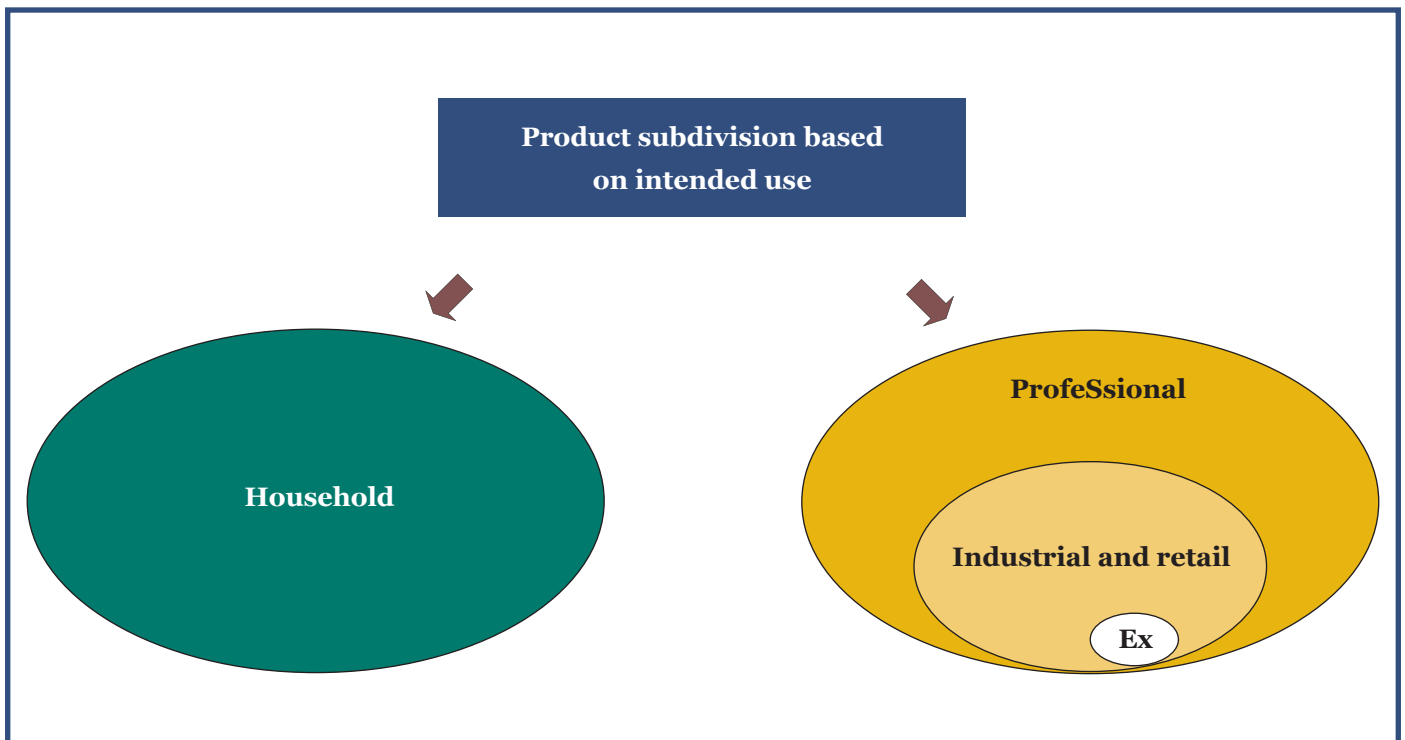 Product subdivision based
on intended use
ProfeSsional
Household
Industrial and retail
Ex